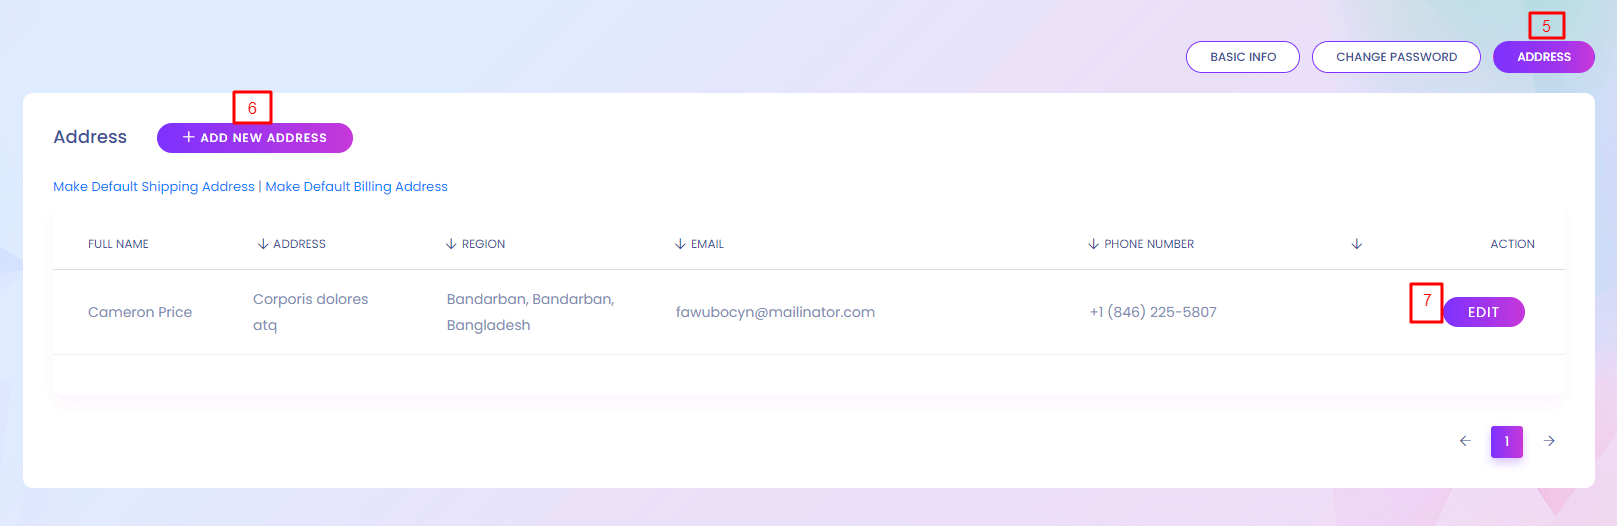 5
BASIC INFO CHANGE PASSWORD ADDRESS
6
Address + ADD NEW ADDRESS
Make Default Shipping Address | Make Default Billing Address
FULL NAME ↓ ADDRESS ↓ REGION ↓ EMAIL ↓ PHONE NUMBER ↓ ACTION
Cameron Price Corporis dolores atq Bandarban, Bandarban, Bangladesh fawubocyn@mailinator.com +1 (846) 225-5807 7 EDIT
← 1 →